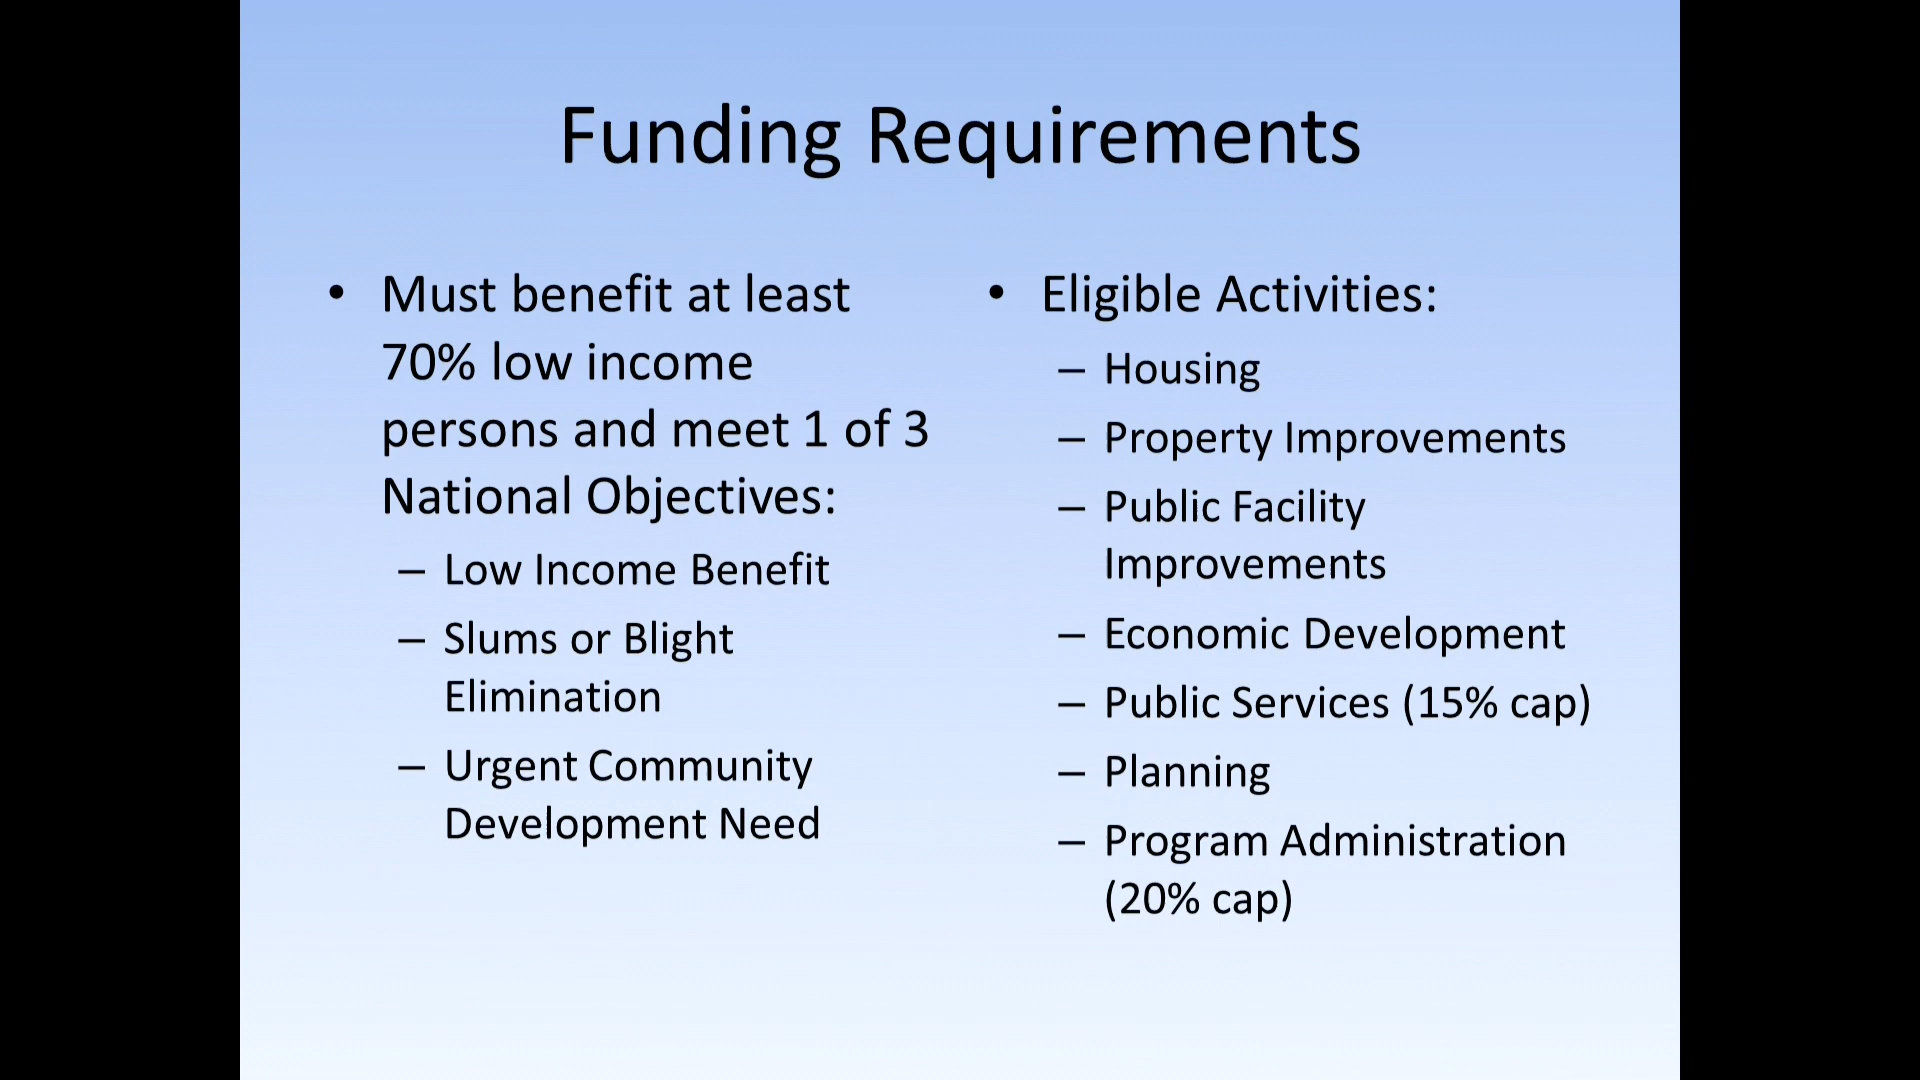 Funding Requirements
• Must benefit at least
70% low income
persons and meet 1 of 3
National Objectives:
– Low Income Benefit
– Slums or Blight
Elimination
– Urgent Community
Development Need
• Eligible Activities:
– Housing
– Property Improvements
– Public Facility
Improvements
– Economic Development
– Public Services (15% cap)
– Planning
– Program Administration
(20% cap)